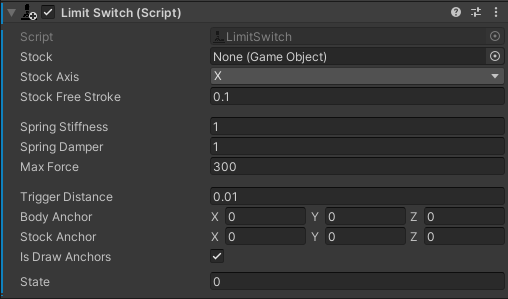 Limit Switch (Script)
Script LimitSwitch
Stock None (Game Object)
Stock Axis X
Stock Free Stroke 0.1
Spring Stiffness 1
Spring Damper 1
Max Force 300
Trigger Distance 0.01
Body Anchor X 0 Y 0 Z 0
Stock Anchor X 0 Y 0 Z 0
Is Draw Anchors
State 0